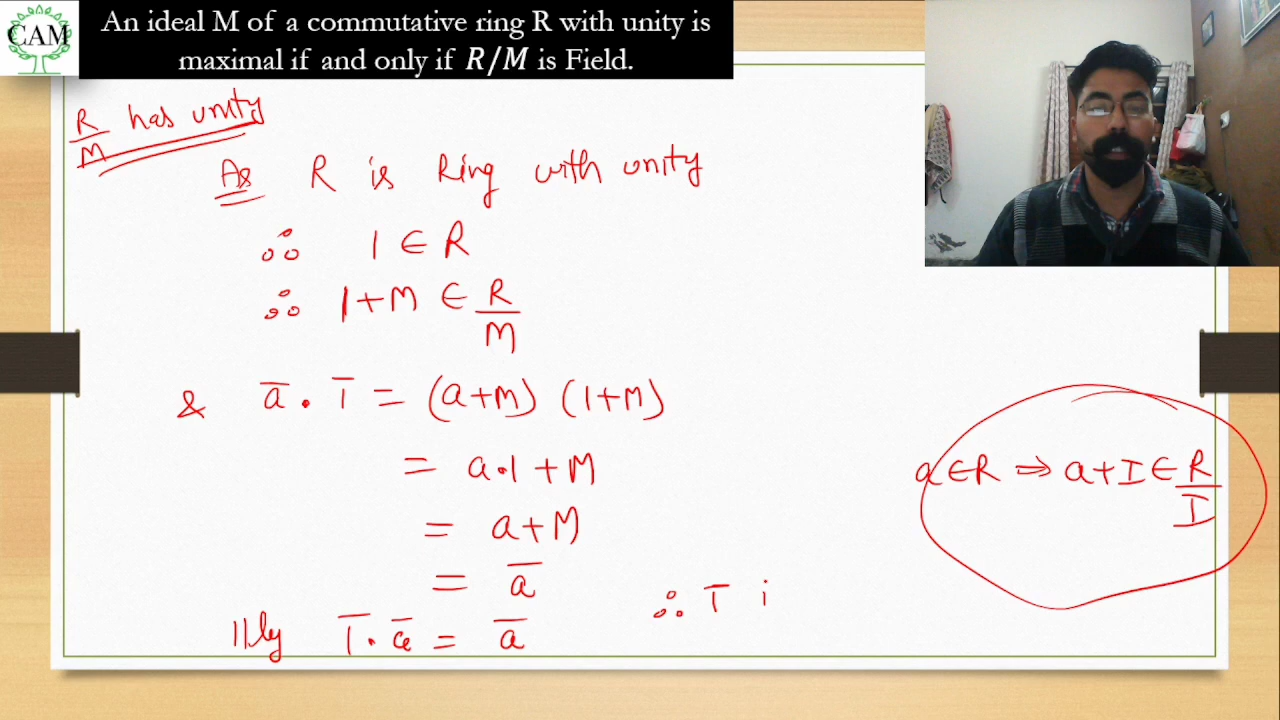 CAM
An ideal M of a commutative ring R with unity is
maximal if and only if R/M is Field.
R/M has unity
As R is Ring with unity
∴ 1 ∈ R
∴ 1+M ∈ R/M
& a̅ . 1̅ = (a+M) (1+M)
= a.1 + M
= a+M
= a̅
||ly 1̅ . a̅ = a̅
∴ 1̅ i
a ∈ R ⇒ a+I ∈ R/I